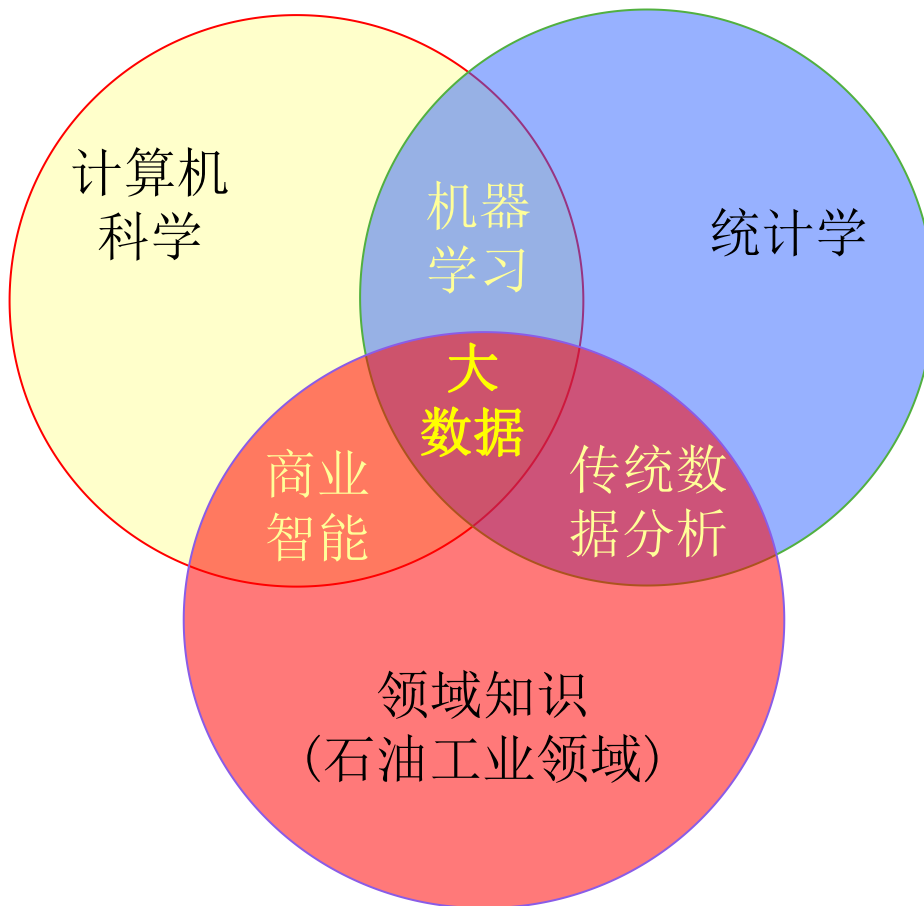 计算机
科学
机器
学习
统计学
大
数据
商业
智能
传统数
据分析
领域知识
(石油工业领域)